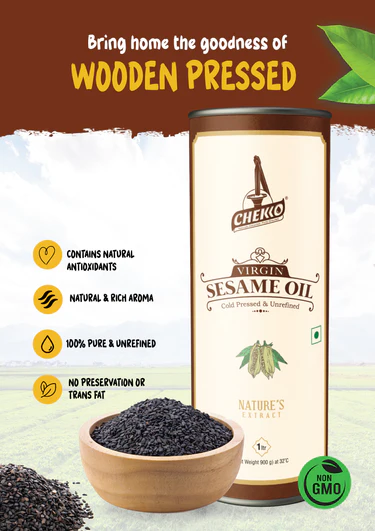 Bring home the goodness of
WOODEN PRESSED
CHEKKO
VIRGIN
SESAME OIL
Cold Pressed & Unrefined
NATURE'S
EXTRACT
1 ltr
t Weight 900 g) at 32°C
CONTAINS NATURAL
ANTIOXIDANTS
NATURAL & RICH AROMA
100% PURE & UNREFINED
NO PRESERVATION OR
TRANS FAT
NON
GMO